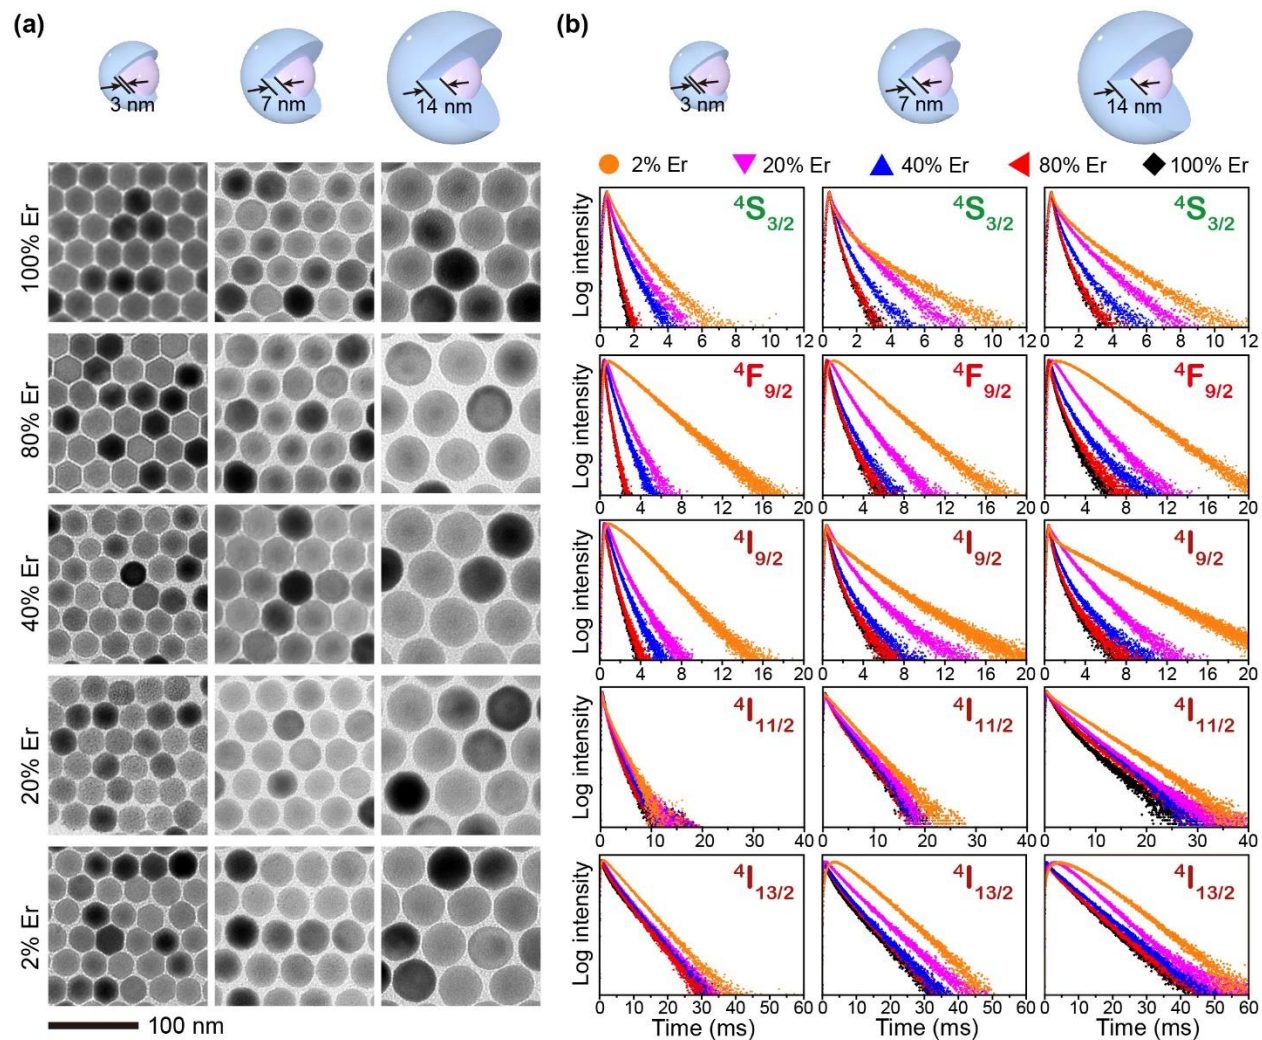 (a)
3 nm
7 nm
14 nm
100% Er
80% Er
40% Er
20% Er
2% Er
100 nm
(b)
3 nm
7 nm
14 nm
2% Er 20% Er 40% Er 80% Er 100% Er
Log intensity
⁴S₃/₂ ⁴S₃/₂ ⁴S₃/₂
0 2 4 6 8 10 12 0 2 4 6 8 10 12 0 2 4 6 8 10 12
Log intensity
⁴F₉/₂ ⁴F₉/₂ ⁴F₉/₂
0 4 8 12 16 20 0 4 8 12 16 20 0 4 8 12 16 20
Log intensity
⁴I₉/₂ ⁴I₉/₂ ⁴I₉/₂
0 4 8 12 16 20 0 4 8 12 16 20 0 4 8 12 16 20
Log intensity
⁴I₁₁/₂ ⁴I₁₁/₂ ⁴I₁₁/₂
0 10 20 30 40 0 10 20 30 40 0 10 20 30 40
Log intensity
⁴I₁₃/₂ ⁴I₁₃/₂ ⁴I₁₃/₂
0 10 20 30 40 50 60 0 10 20 30 40 50 60 0 10 20 30 40 50 60
Time (ms) Time (ms) Time (ms)